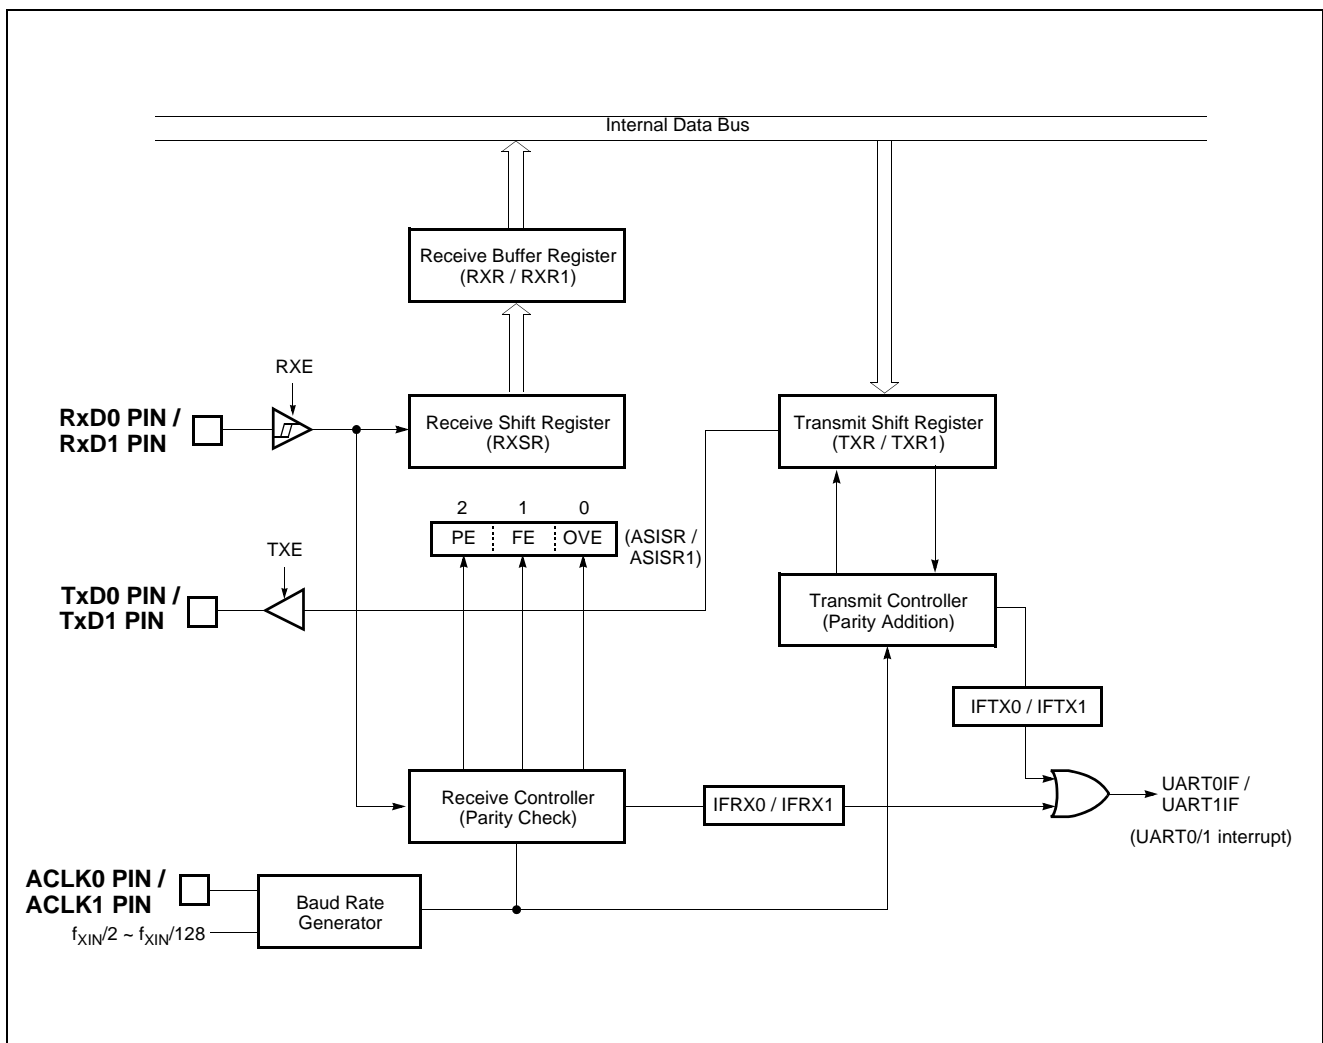 Internal Data Bus
Receive Buffer Register
(RXR / RXR1)
RXE
RxD0 PIN /
RxD1 PIN
Receive Shift Register
(RXSR)
Transmit Shift Register
(TXR / TXR1)
2 1 0
PE FE OVE
(ASISR /
ASISR1)
TXE
TxD0 PIN /
TxD1 PIN
Transmit Controller
(Parity Addition)
IFTX0 / IFTX1
Receive Controller
(Parity Check)
IFRX0 / IFRX1
UART0IF /
UART1IF
(UART0/1 interrupt)
ACLK0 PIN /
ACLK1 PIN
Baud Rate
Generator
fXIN/2 ~ fXIN/128